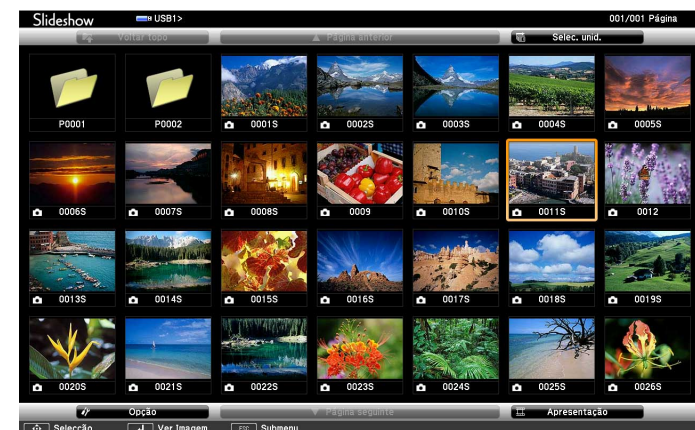 Slideshow USB1> 001/001 Página
Voltar topo Página anterior Selec. unid.
P0001 P0002 0001S 0002S 0003S 0004S 0005S
0006S 0007S 0008S 0009 0010S 0011S 0012
0013S 0014S 0015S 0016S 0017S 0018S 0019S
0020S 0021S 0022S 0023S 0024S 0025S 0026S
Opção Página seguinte Apresentação
Selecção Ver Imagem ESC Submenu